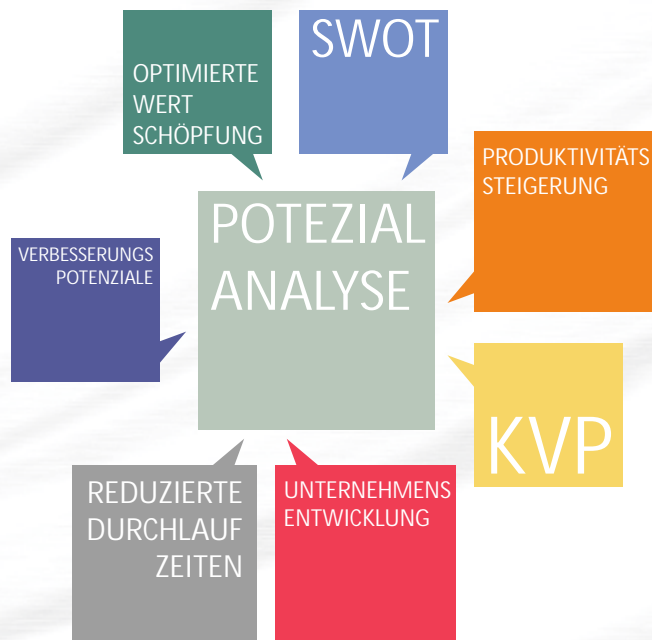 SWOT
OPTIMIERTE
WERT
SCHÖPFUNG
PRODUKTIVITÄTS
STEIGERUNG
POTEZIAL
ANALYSE
VERBESSERUNGS
POTENZIALE
KVP
REDUZIERTE
DURCHLAUF
ZEITEN
UNTERNEHMENS
ENTWICKLUNG